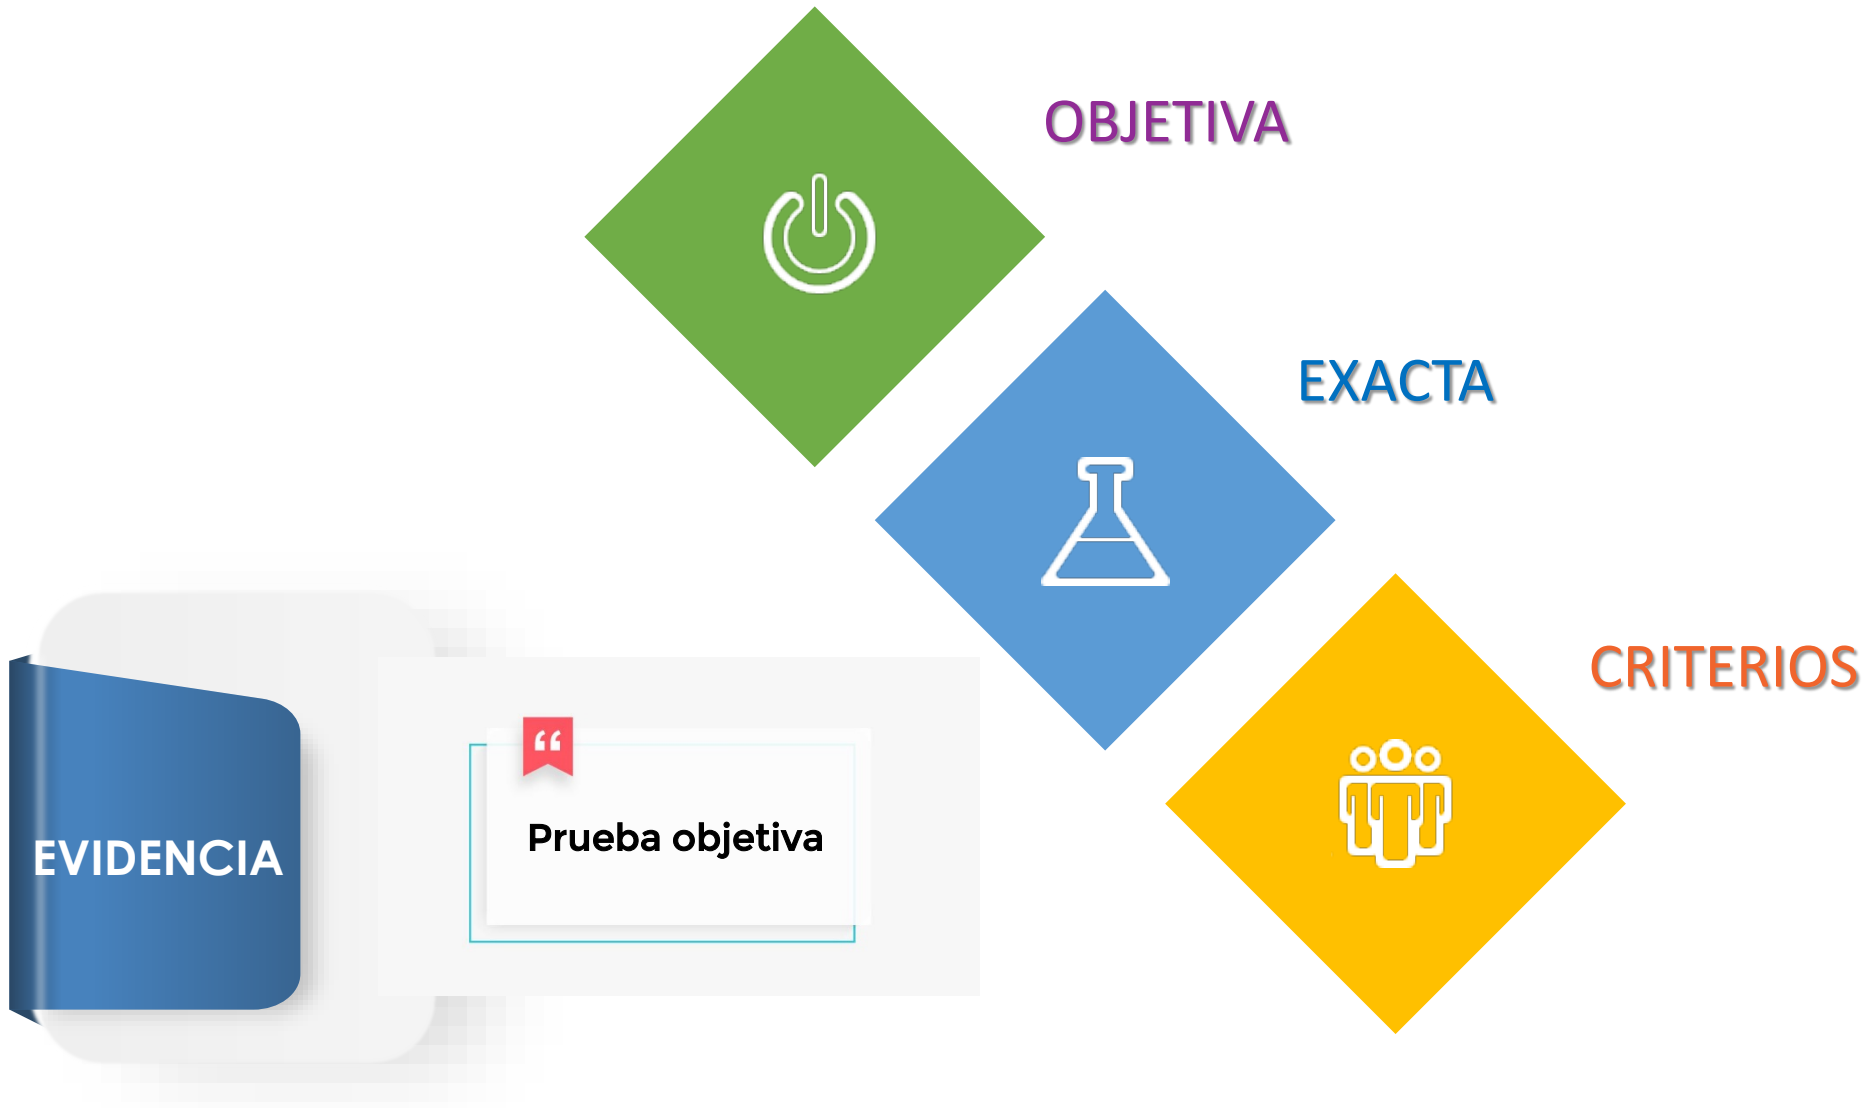 OBJETIVA
EXACTA
CRITERIOS
“
Prueba objetiva
EVIDENCIA